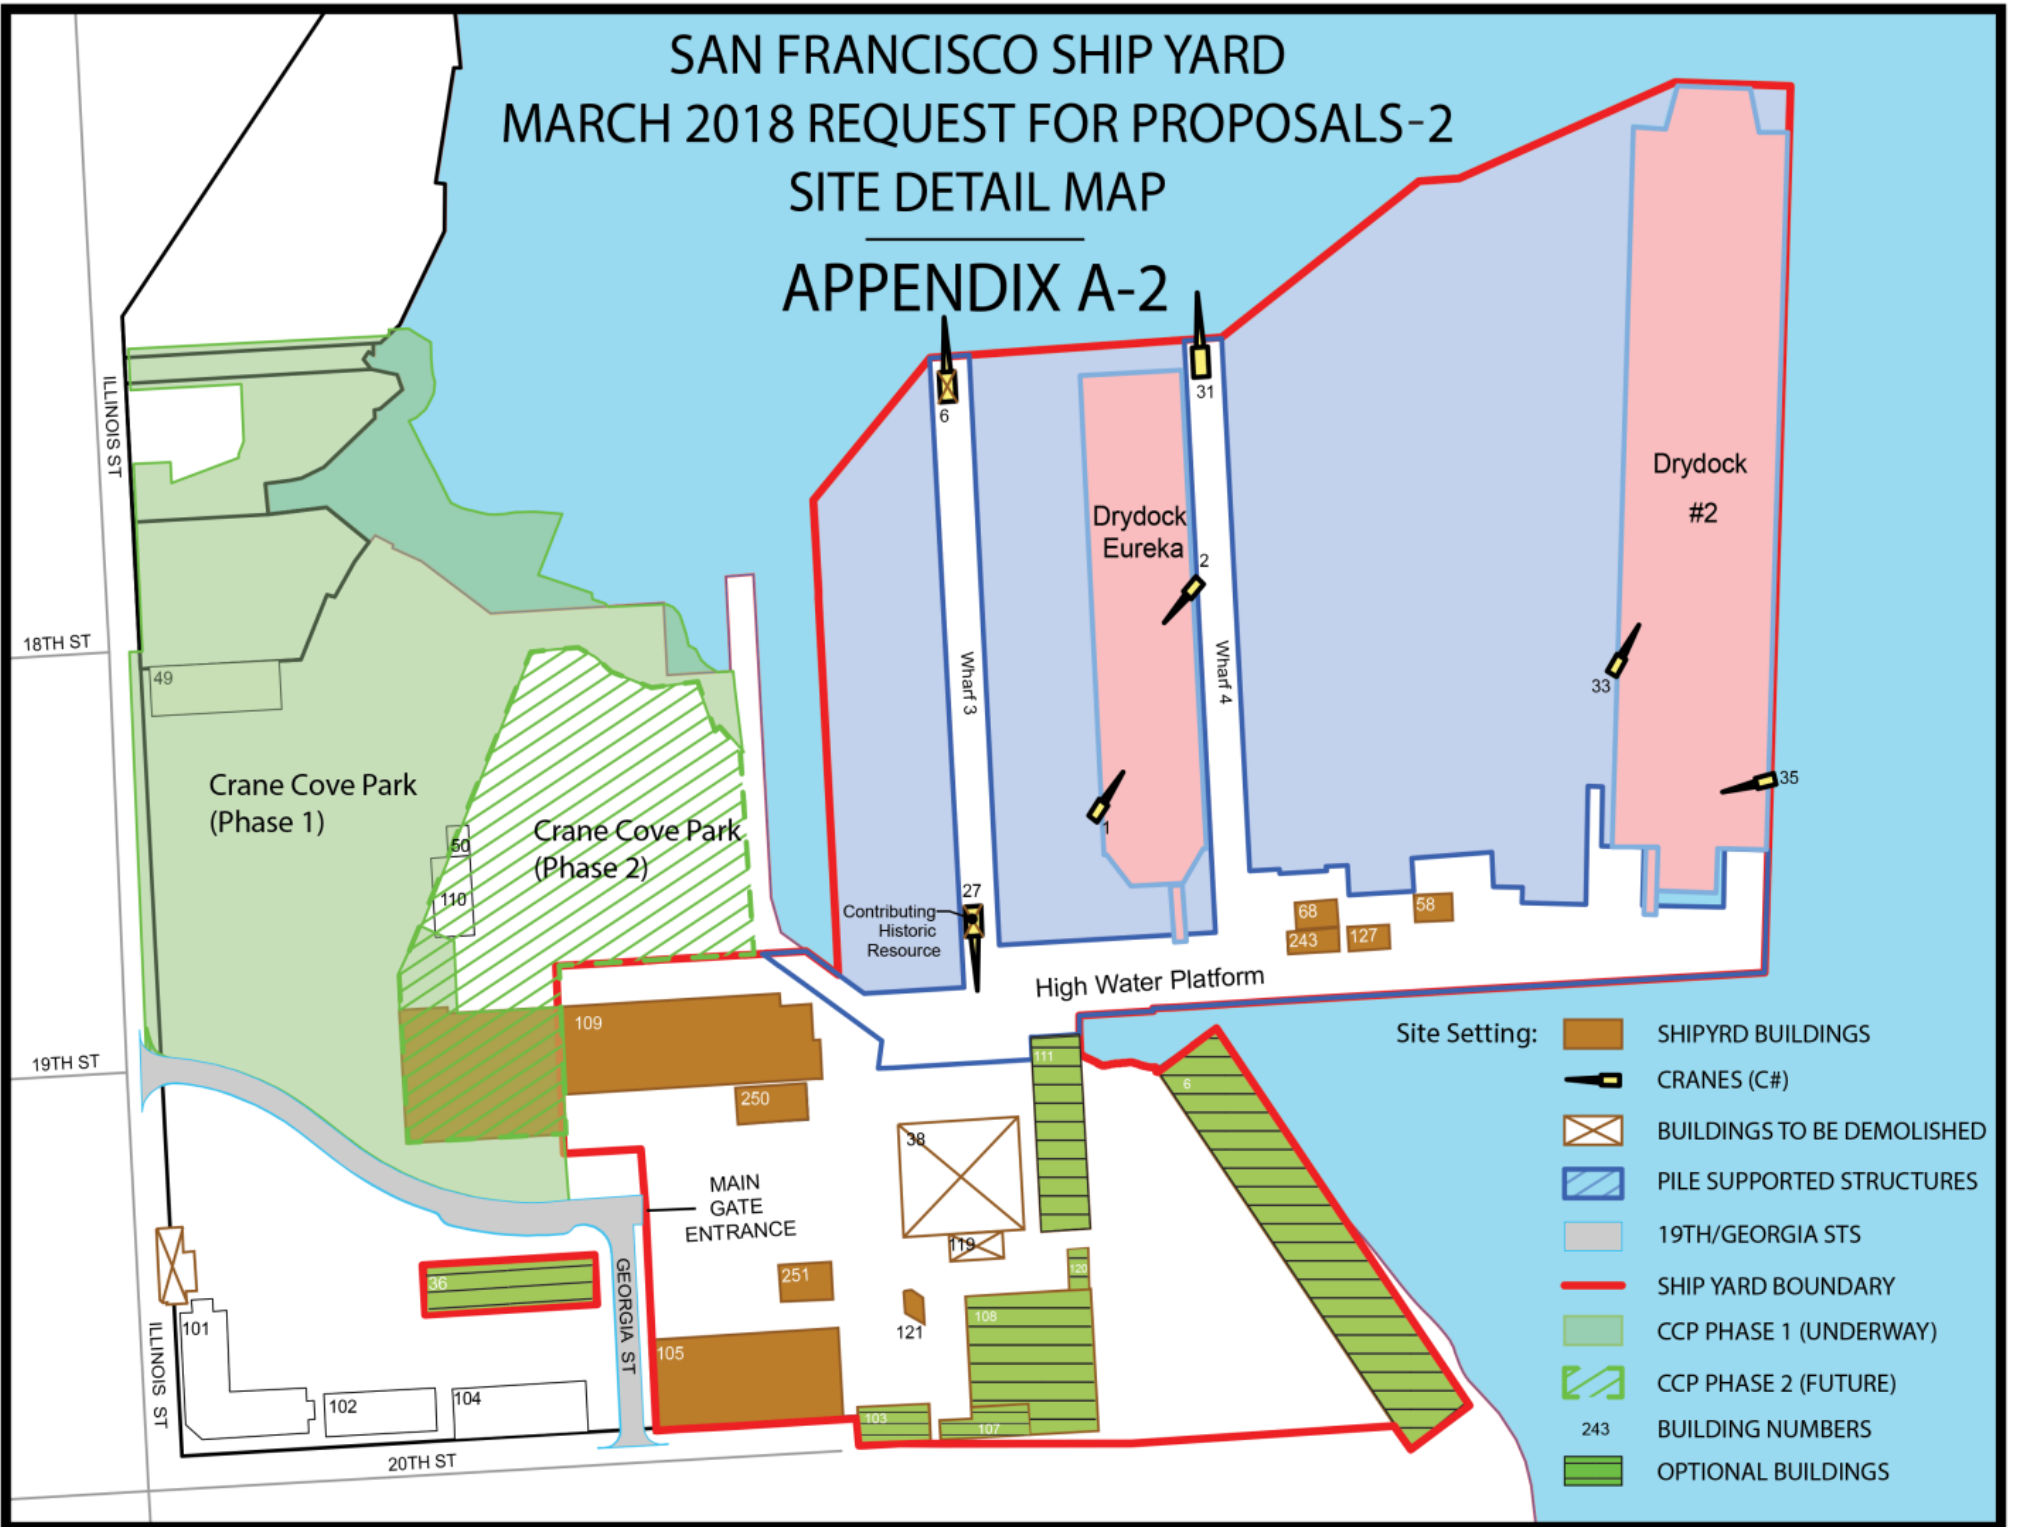 SAN FRANCISCO SHIP YARD
MARCH 2018 REQUEST FOR PROPOSALS-2
SITE DETAIL MAP
APPENDIX A-2
ILLINOIS ST
6
31
Drydock
#2
Drydock
Eureka
2
18TH ST
49
Wharf 3
Wharf 4
33
35
Crane Cove Park
(Phase 1)
Crane Cove Park
(Phase 2)
50
110
1
27
Contributing
Historic
Resource
68
58
243
127
High Water Platform
109
111
19TH ST
250
6
38
MAIN
GATE
ENTRANCE
119
120
251
36
GEORGIA ST
121
108
101
ILLINOIS ST
105
102
104
103
107
20TH ST
Site Setting:
SHIPYRD BUILDINGS
CRANES (C#)
BUILDINGS TO BE DEMOLISHED
PILE SUPPORTED STRUCTURES
19TH/GEORGIA STS
SHIP YARD BOUNDARY
CCP PHASE 1 (UNDERWAY)
CCP PHASE 2 (FUTURE)
243 BUILDING NUMBERS
OPTIONAL BUILDINGS